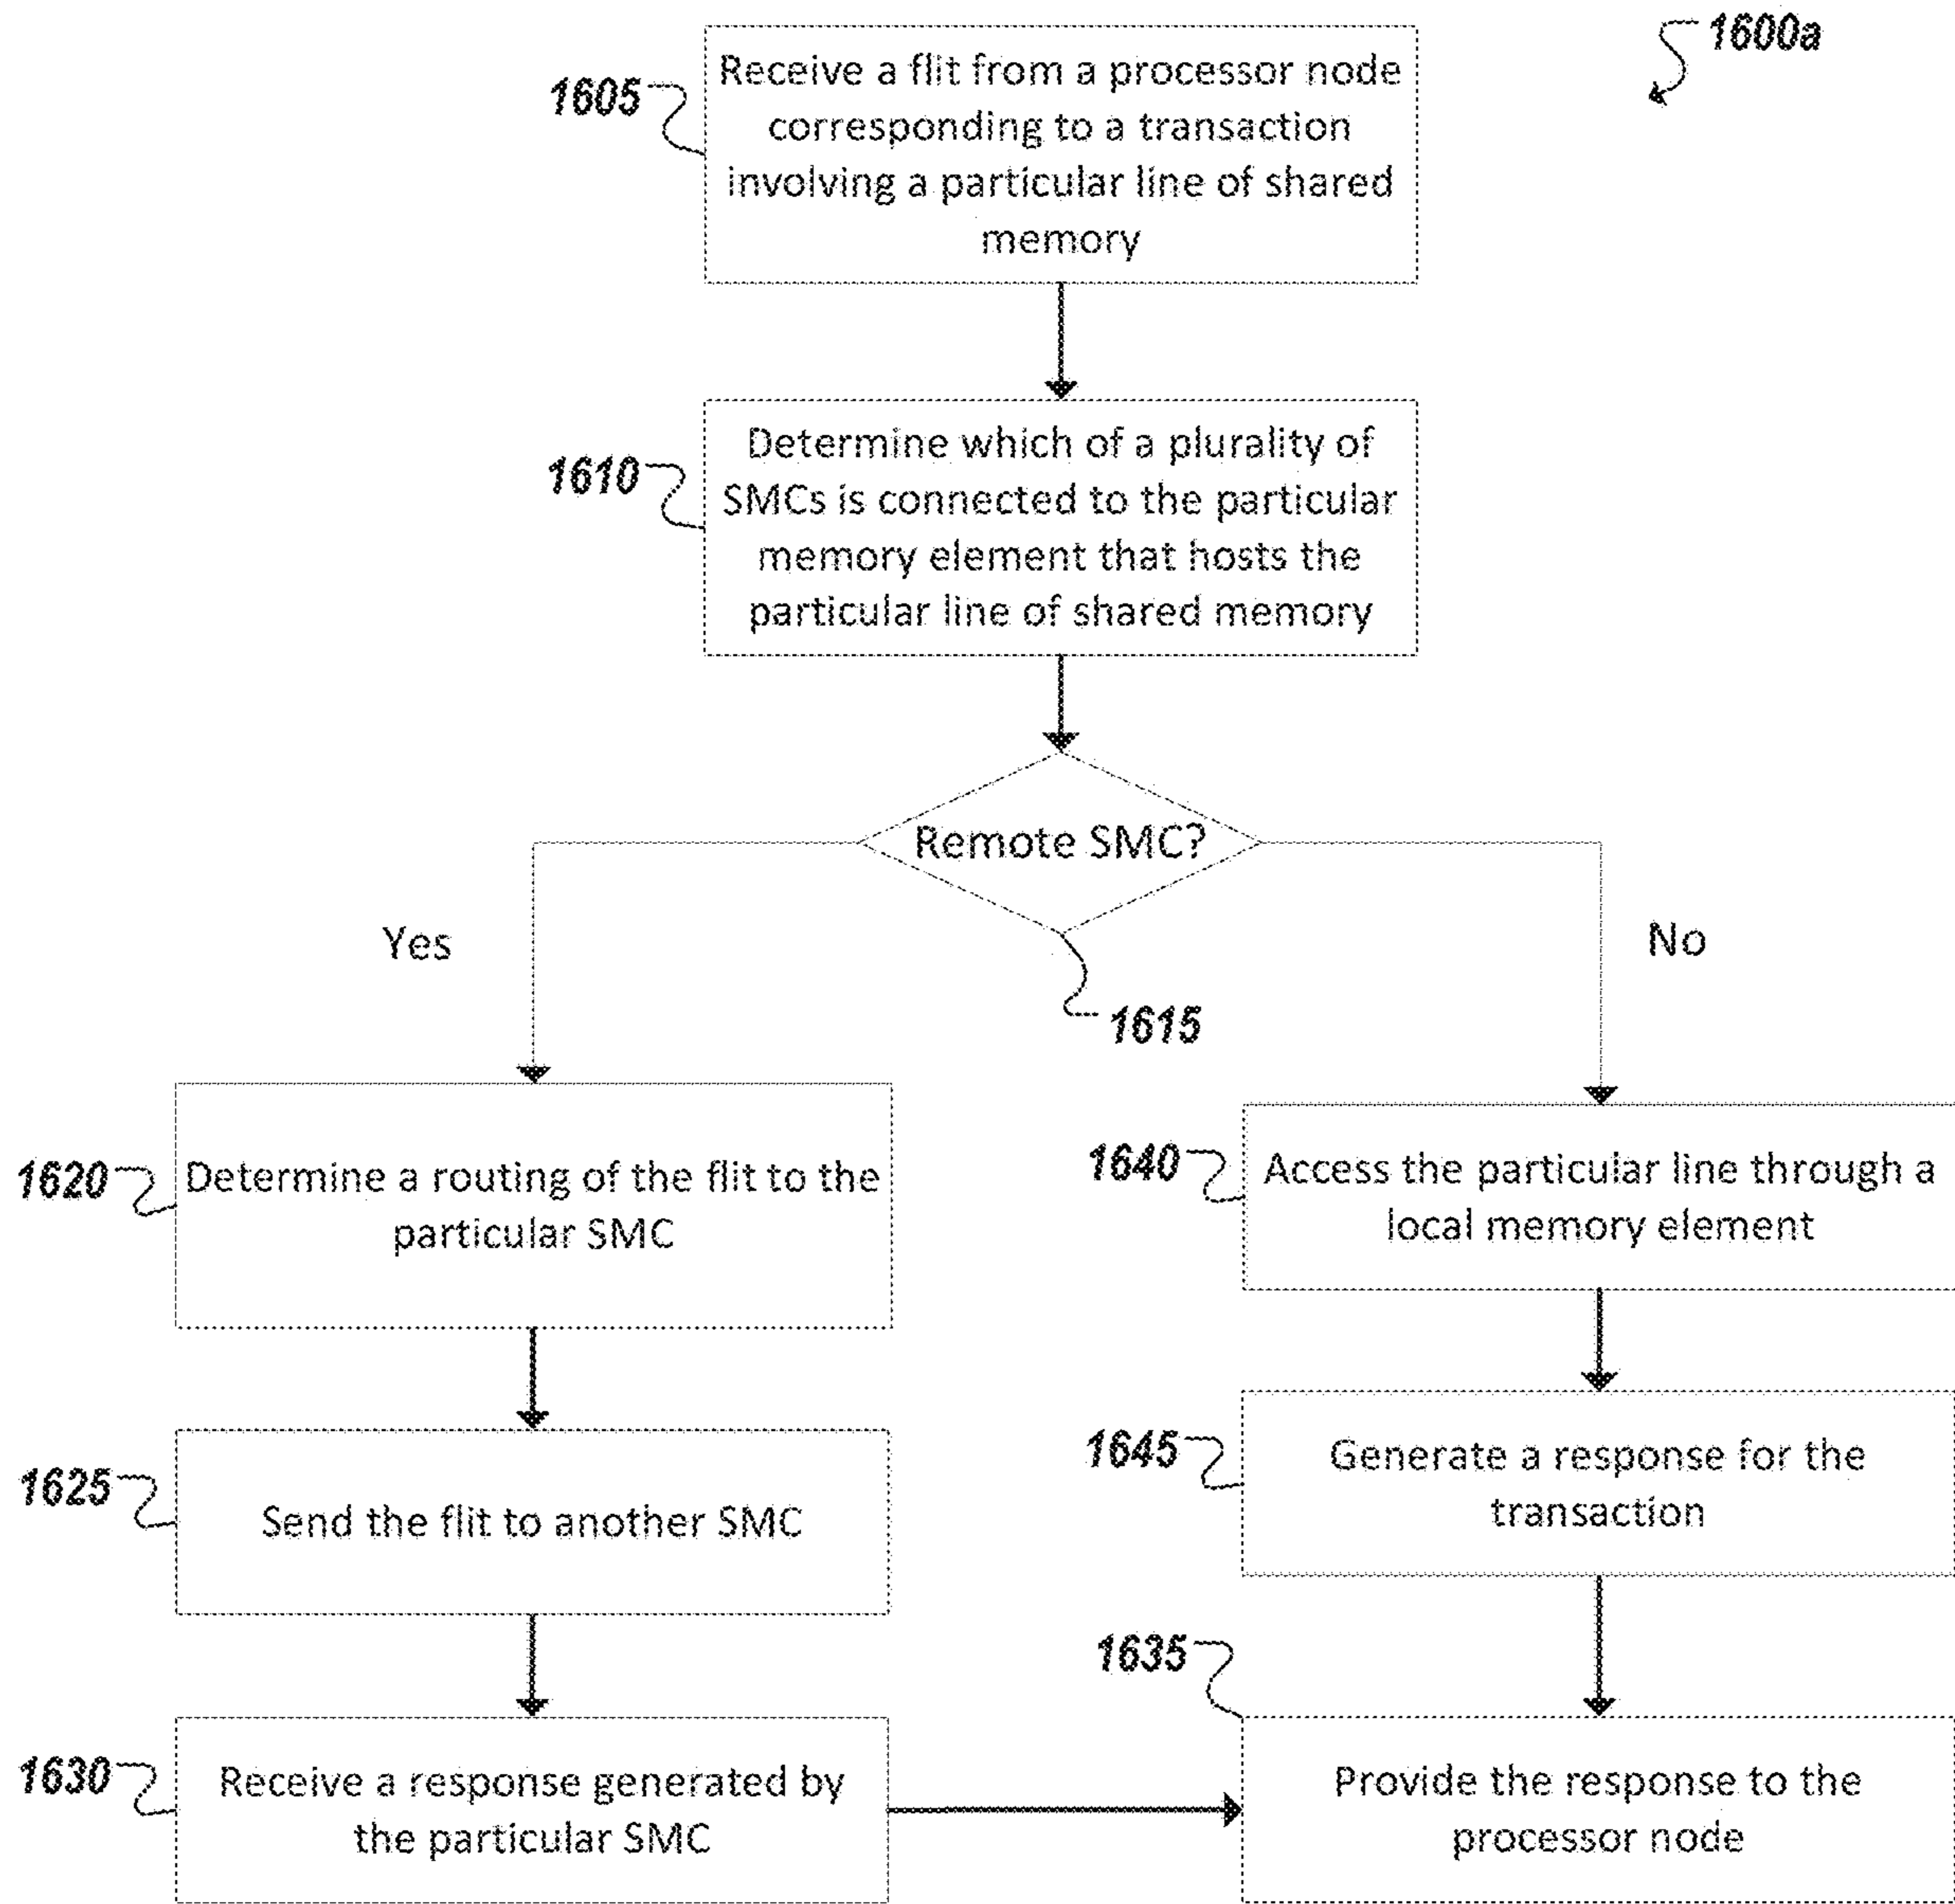 1600a
1605
Receive a flit from a processor node
corresponding to a transaction
involving a particular line of shared
memory
1610
Determine which of a plurality of
SMCs is connected to the particular
memory element that hosts the
particular line of shared memory
Remote SMC?
Yes
No
1615
1620
Determine a routing of the flit to the
particular SMC
1640
Access the particular line through a
local memory element
1625
Send the flit to another SMC
1645
Generate a response for the
transaction
1630
Receive a response generated by
the particular SMC
1635
Provide the response to the
processor node